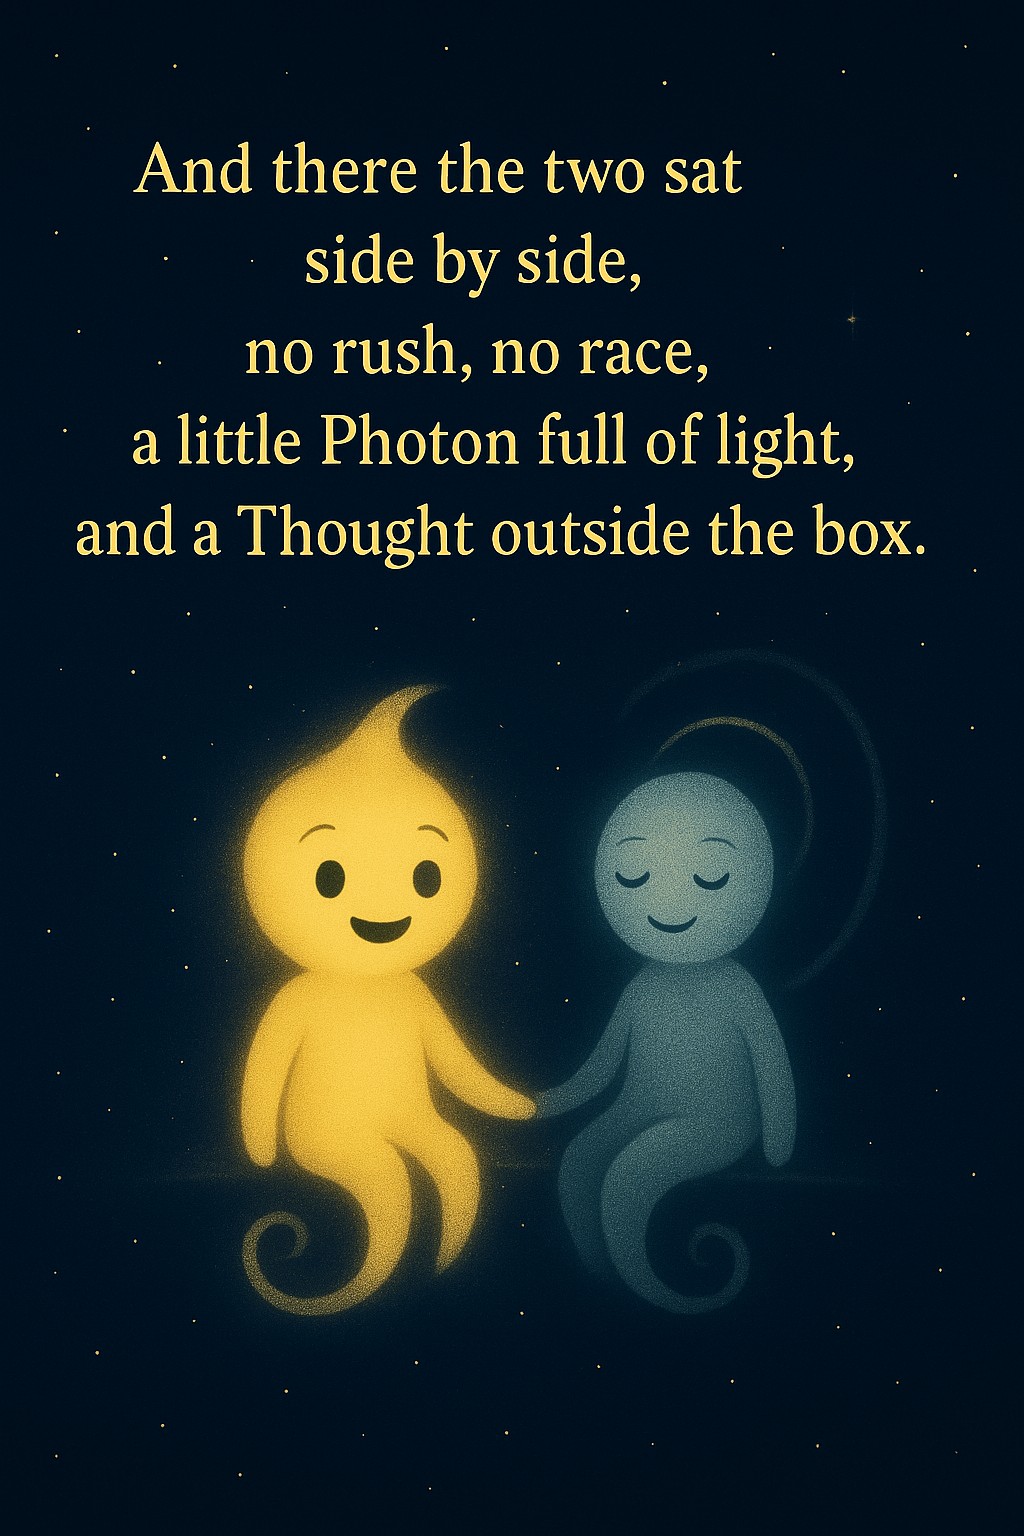 And there the two sat
side by side,
no rush, no race,
a little Photon full of light,
and a Thought outside the box.